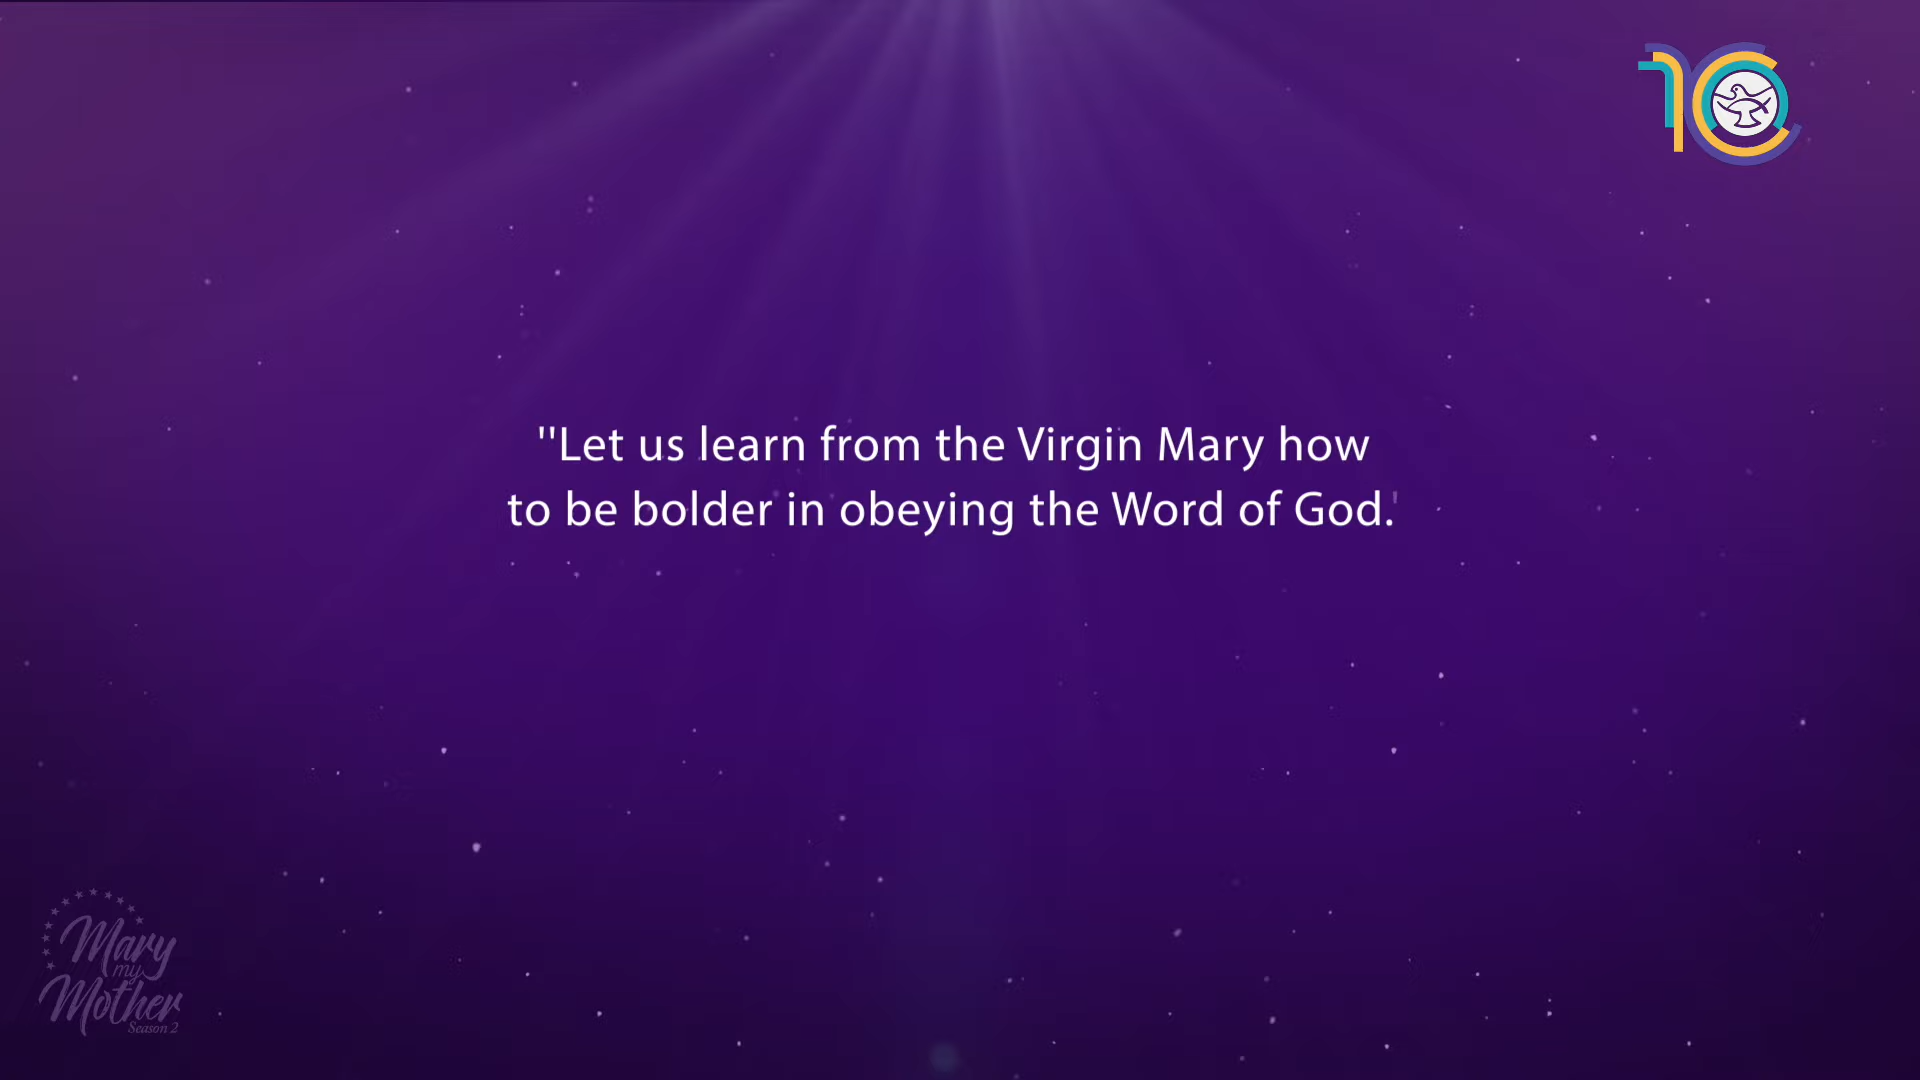 10
''Let us learn from the Virgin Mary how
to be bolder in obeying the Word of God.'
Mary
my
Mother
Season 2